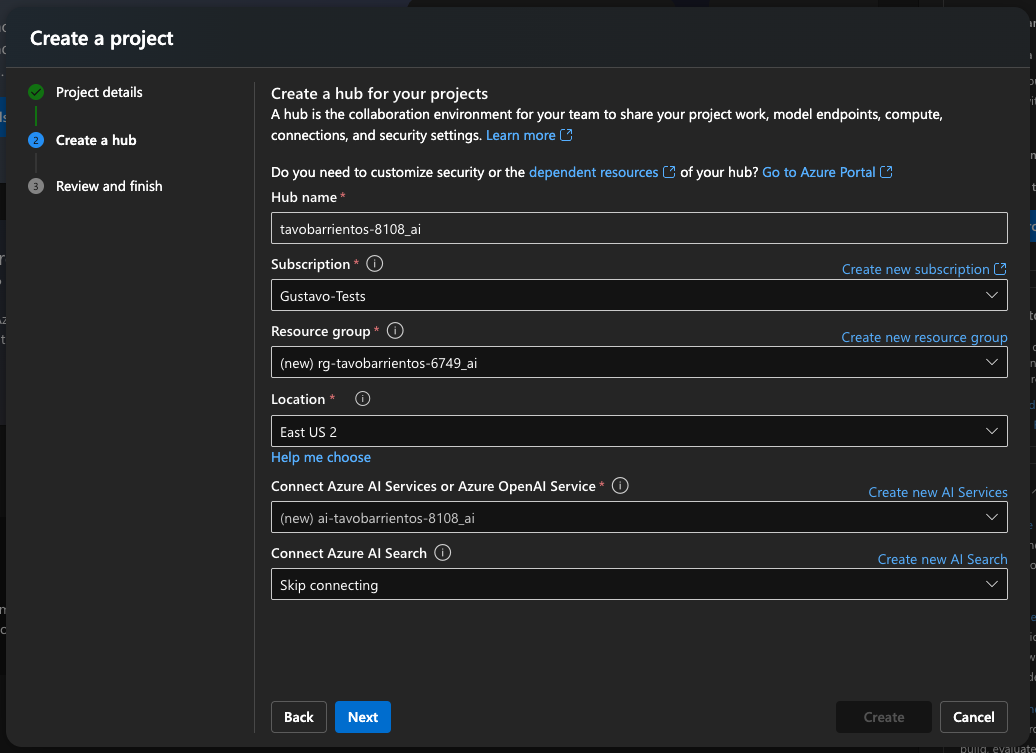 Create a project
Project details
2 Create a hub
3 Review and finish
Create a hub for your projects
A hub is the collaboration environment for your team to share your project work, model endpoints, compute,
connections, and security settings. Learn more
Do you need to customize security or the dependent resources of your hub? Go to Azure Portal
Hub name *
tavobarrientos-8108_ai
Subscription *
Create new subscription
Gustavo-Tests
Resource group *
Create new resource group
(new) rg-tavobarrientos-6749_ai
Location *
East US 2
Help me choose
Connect Azure AI Services or Azure OpenAI Service *
Create new AI Services
(new) ai-tavobarrientos-8108_ai
Connect Azure AI Search
Create new AI Search
Skip connecting
Back
Next
Create
Cancel